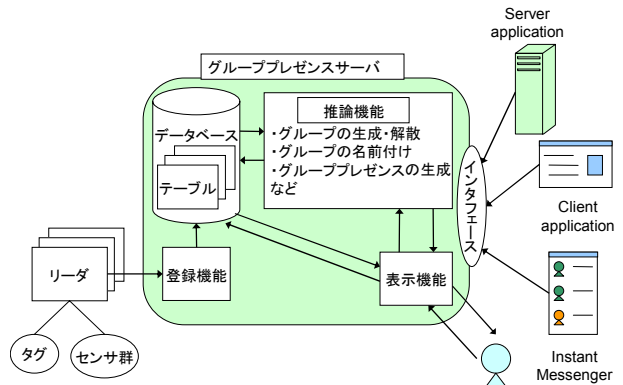 Server
application
グループプレゼンスサーバ
推論機能
・グループの生成・解散
・グループの名前付け
・グループプレゼンスの生成
など
データベース
テーブル
インタフェース
Client
application
リーダ
登録機能
表示機能
タグ
センサ群
Instant
Messenger